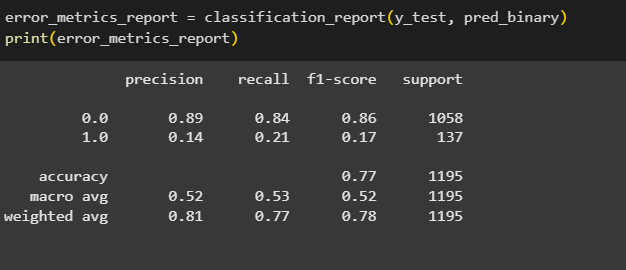 error_metrics_report = classification_report(y_test, pred_binary)
print(error_metrics_report)
precision recall f1-score support
0.0 0.89 0.84 0.86 1058
1.0 0.14 0.21 0.17 137
accuracy 0.77 1195
macro avg 0.52 0.53 0.52 1195
weighted avg 0.81 0.77 0.78 1195